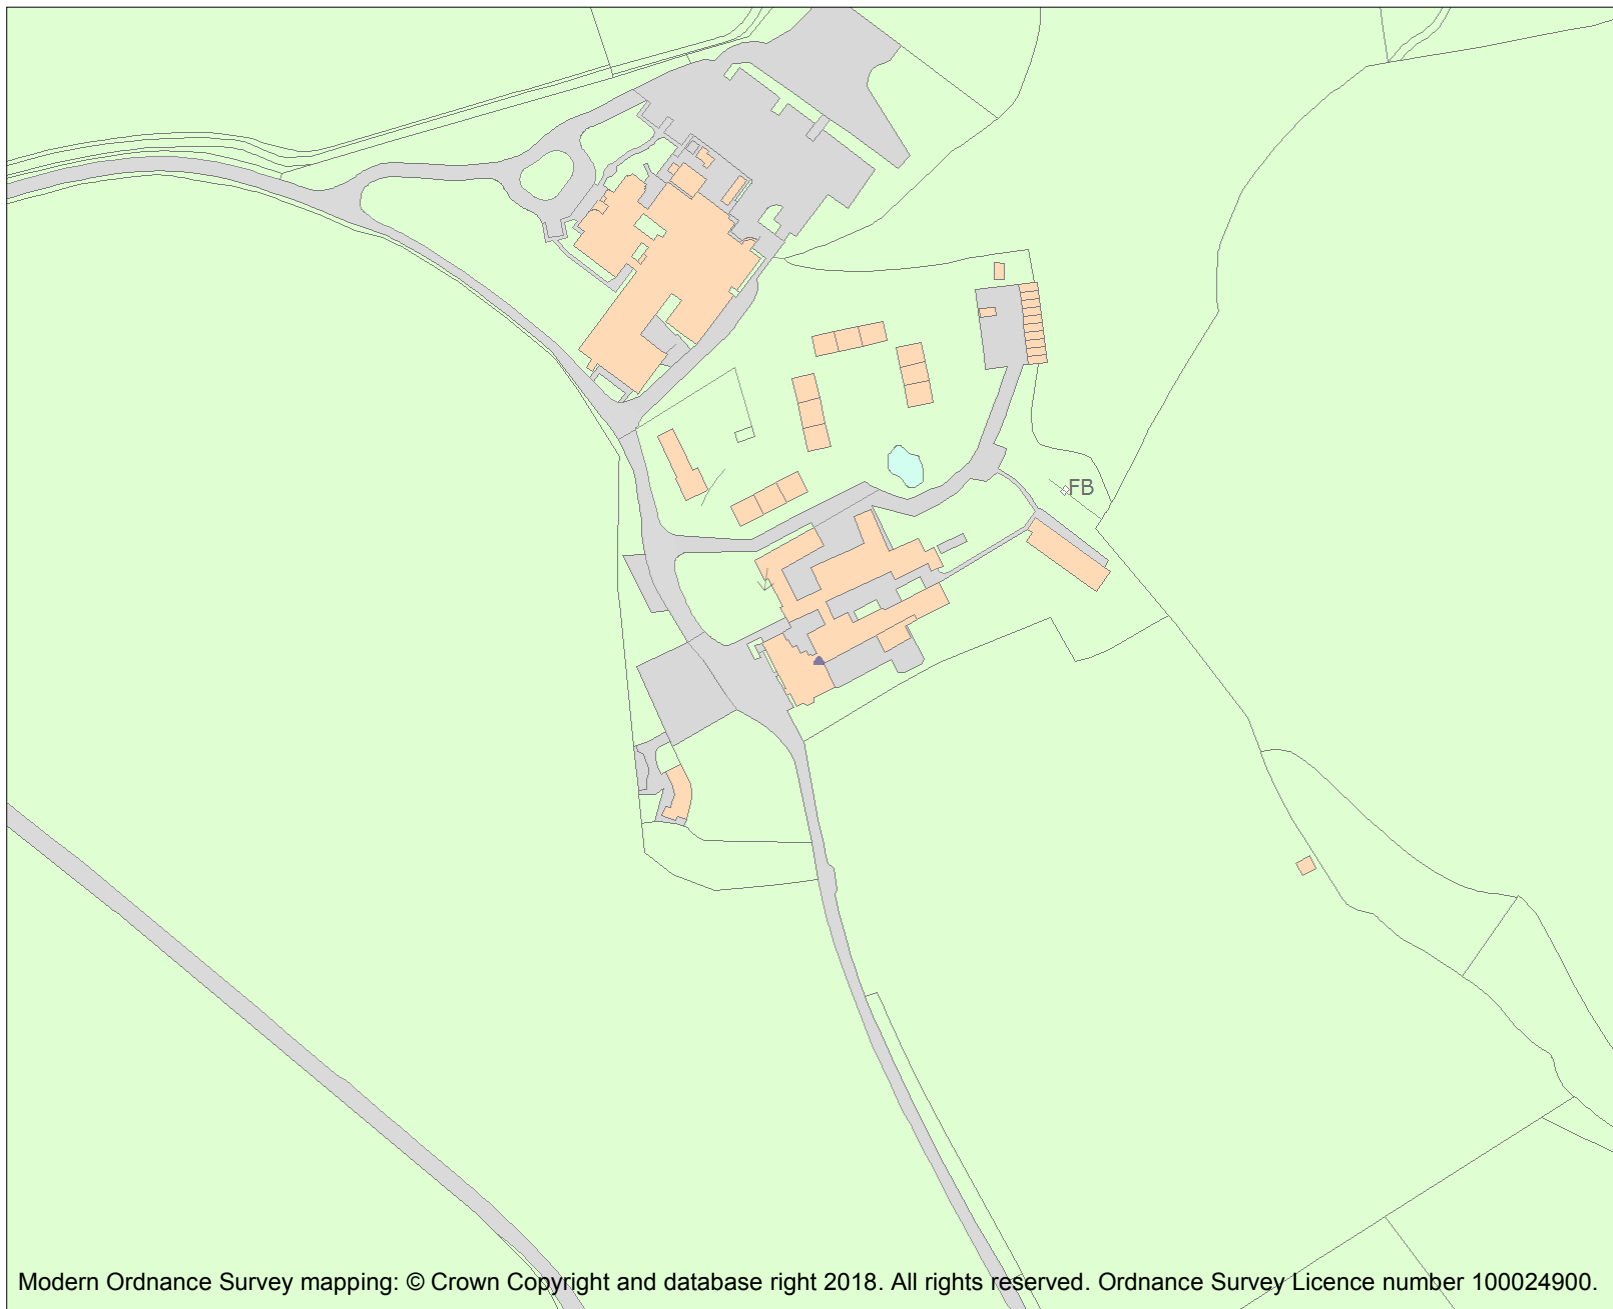 FB
Modern Ordnance Survey mapping: © Crown Copyright and database right 2018. All rights reserved. Ordnance Survey Licence number 100024900.